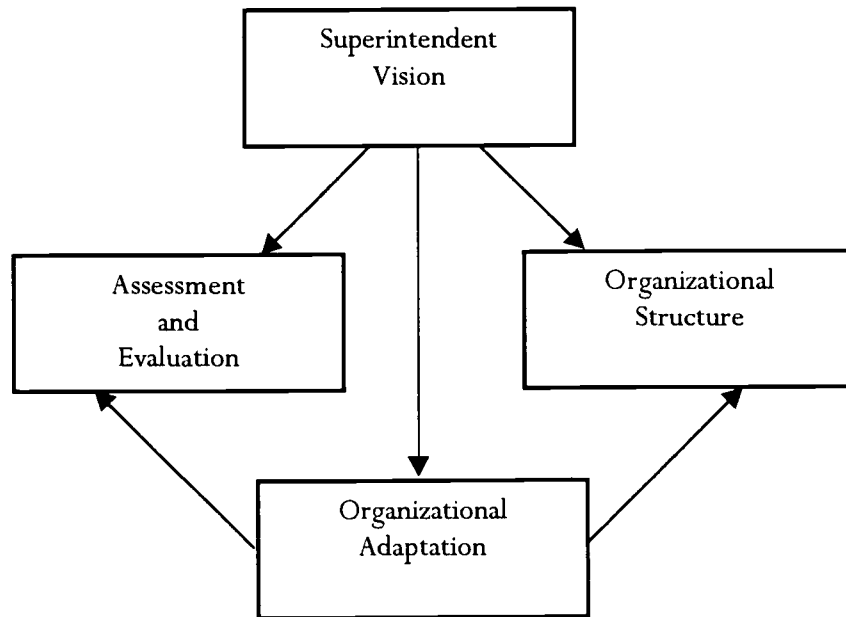 Superintendent
Vision
Assessment
and
Evaluation
Organizational
Structure
Organizational
Adaptation